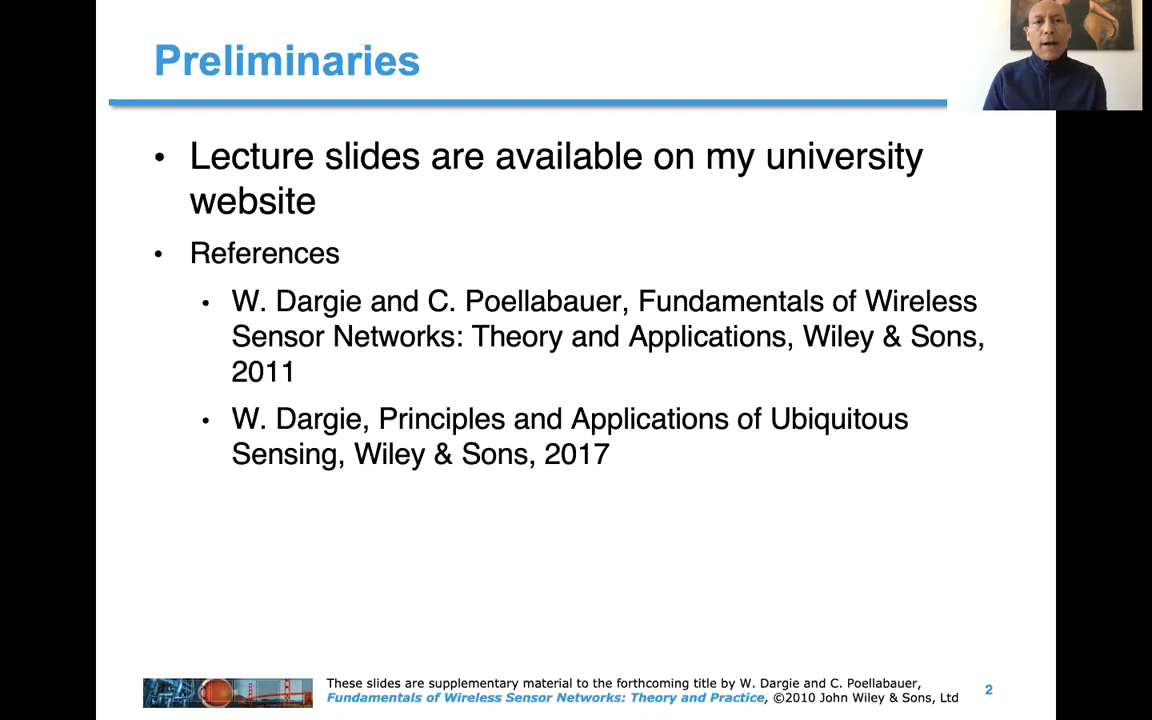 Preliminaries
• Lecture slides are available on my university
website
• References
• W. Dargie and C. Poellabauer, Fundamentals of Wireless
Sensor Networks: Theory and Applications, Wiley & Sons,
2011
• W. Dargie, Principles and Applications of Ubiquitous
Sensing, Wiley & Sons, 2017
These slides are supplementary material to the forthcoming title by W. Dargie and C. Poellabauer,
Fundamentals of Wireless Sensor Networks: Theory and Practice, ©2010 John Wiley & Sons, Ltd
2